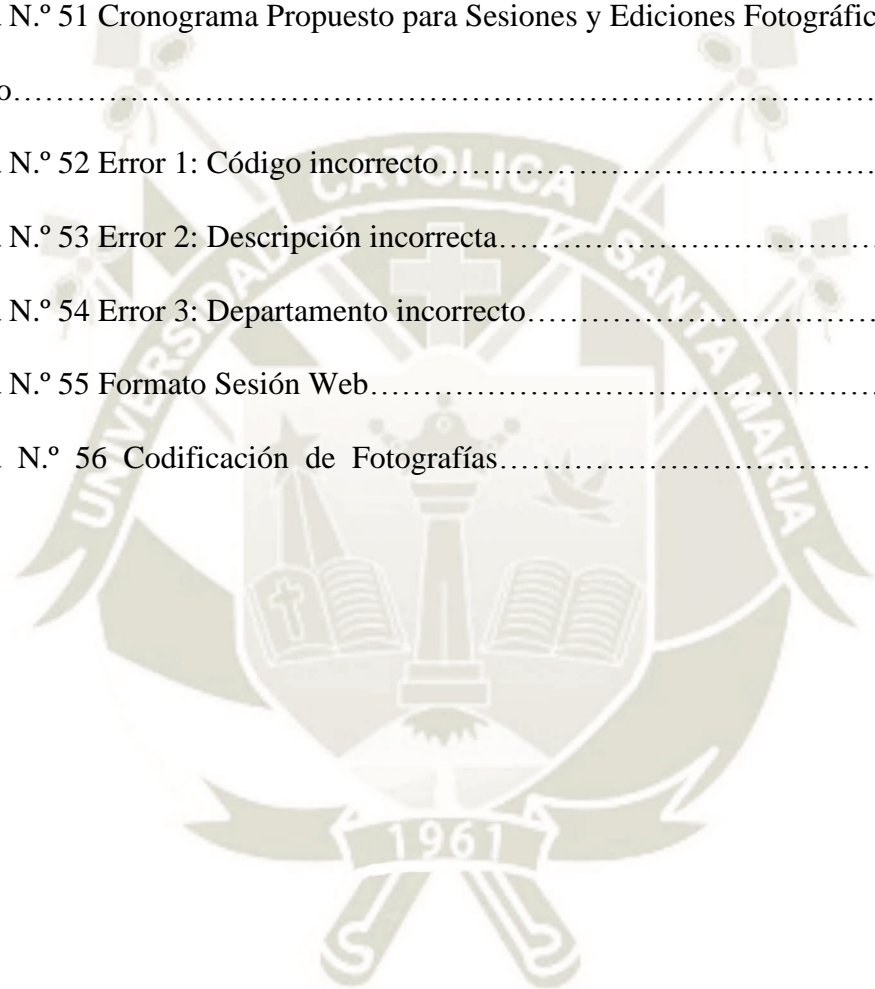 N.º 51 Cronograma Propuesto para Sesiones y Ediciones Fotográfic
o……………………………………………………………………………
N.º 52 Error 1: Código incorrecto………………………………………
N.º 53 Error 2: Descripción incorrecta…………………………………
N.º 54 Error 3: Departamento incorrecto………………………………
N.º 55 Formato Sesión Web………………………………………………
N.º 56 Codificación de Fotografías………………………………………
UNIVERSIDAD CATOLICA SANTA MARIA
1961